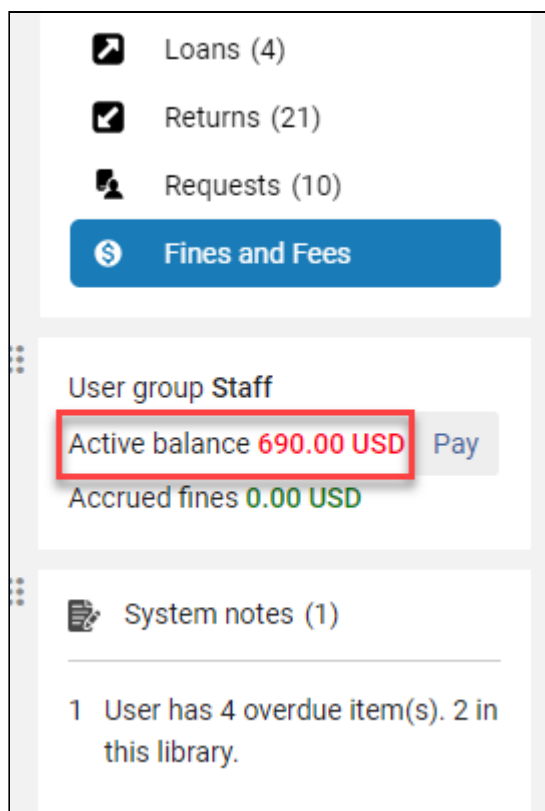 Loans (4)
Returns (21)
Requests (10)
Fines and Fees
User group Staff
Active balance 690.00 USD Pay
Accrued fines 0.00 USD
System notes (1)
1 User has 4 overdue item(s). 2 in
this library.